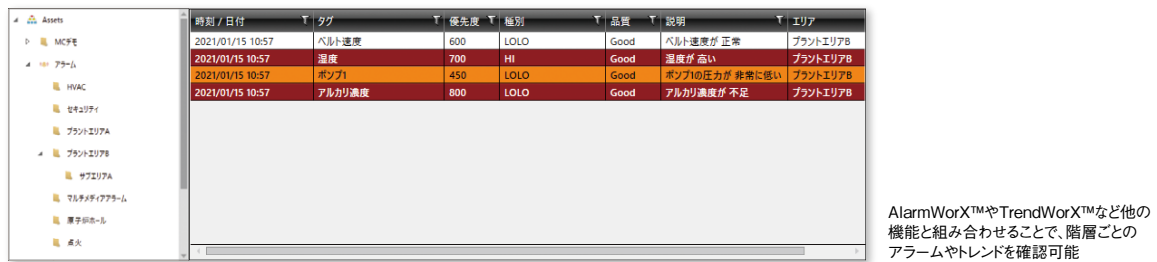 Assets
MCデモ
アラーム
HVAC
セキュリティ
プラントエリアA
プラントエリアB
サブエリアA
マルチメディアアラーム
原子炉ホール
点火
時刻 / 日付 タグ 優先度 種別 品質 説明 エリア
2021/01/15 10:57 ベルト速度 600 LOLO Good ベルト速度が 正常 プラントエリアB
2021/01/15 10:57 温度 700 HI Good 温度が 高い プラントエリアB
2021/01/15 10:57 ポンプ1 450 LOLO Good ポンプ1の圧力が 非常に低い プラントエリアB
2021/01/15 10:57 アルカリ濃度 800 LOLO Good アルカリ濃度が 不足 プラントエリアB
AlarmWorX™やTrendWorX™など他の
機能と組み合わせることで、階層ごとの
アラームやトレンドを確認可能